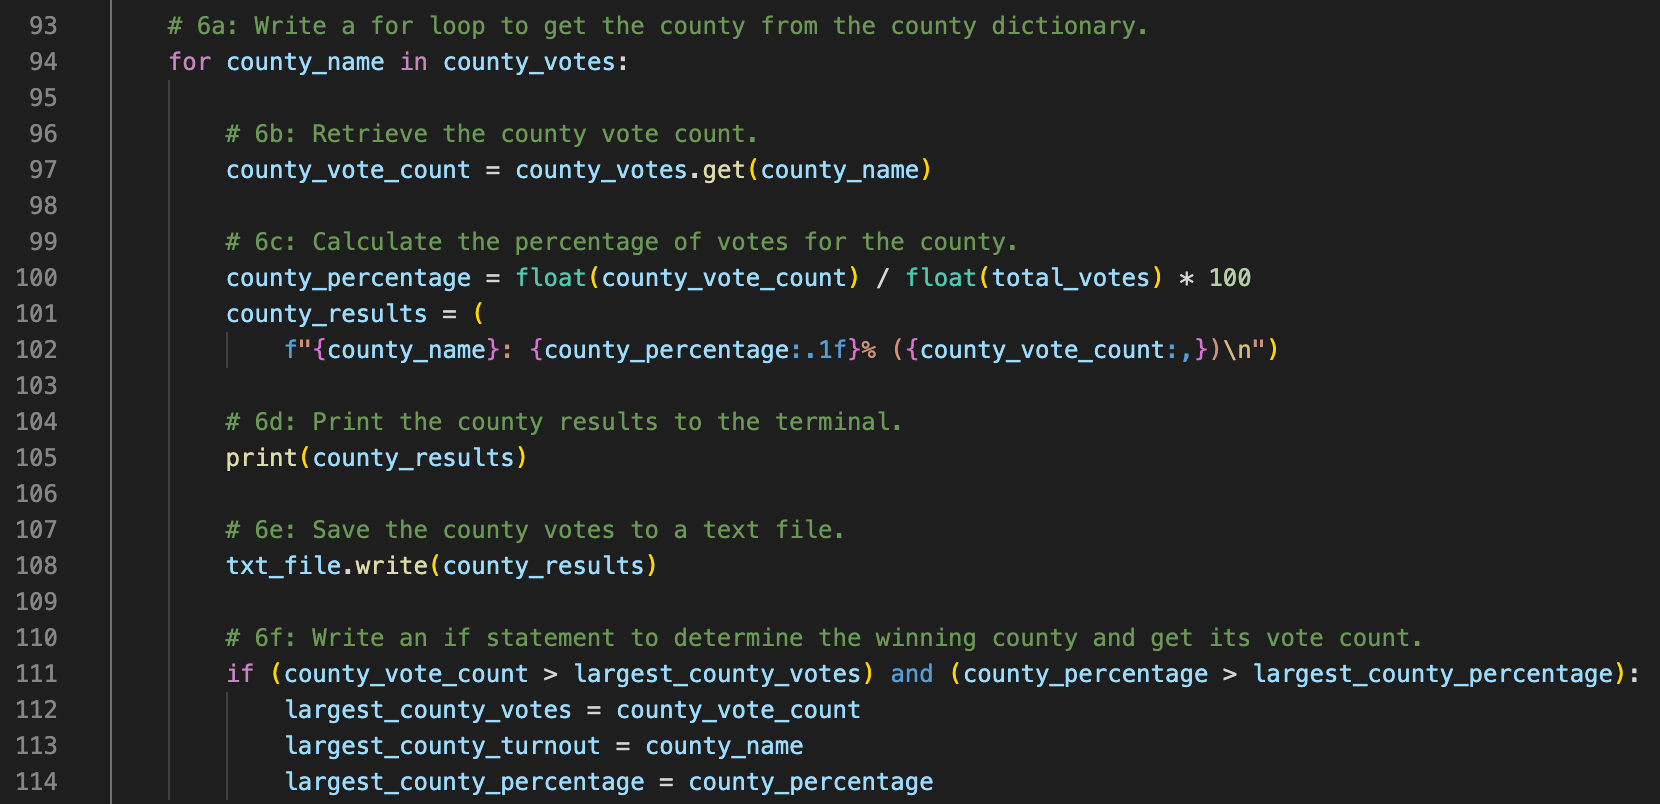 93 # 6a: Write a for loop to get the county from the county dictionary.
94 for county_name in county_votes:
95
96 # 6b: Retrieve the county vote count.
97 county_vote_count = county_votes.get(county_name)
98
99 # 6c: Calculate the percentage of votes for the county.
100 county_percentage = float(county_vote_count) / float(total_votes) * 100
101 county_results = (
102 f"{county_name}: {county_percentage:.1f}% ({county_vote_count:,})\n")
103
104 # 6d: Print the county results to the terminal.
105 print(county_results)
106
107 # 6e: Save the county votes to a text file.
108 txt_file.write(county_results)
109
110 # 6f: Write an if statement to determine the winning county and get its vote count.
111 if (county_vote_count > largest_county_votes) and (county_percentage > largest_county_percentage):
112 largest_county_votes = county_vote_count
113 largest_county_turnout = county_name
114 largest_county_percentage = county_percentage